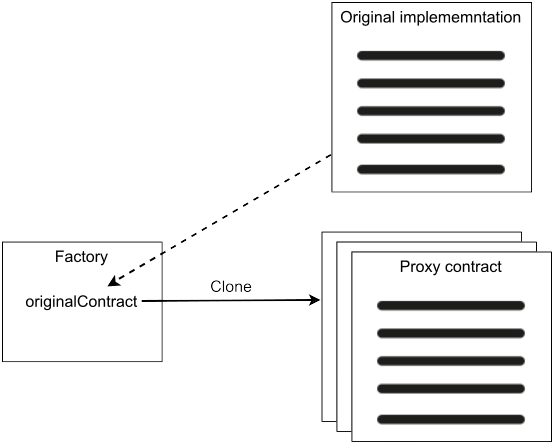 Original implememntation
Factory
originalContract
Clone
Proxy contract